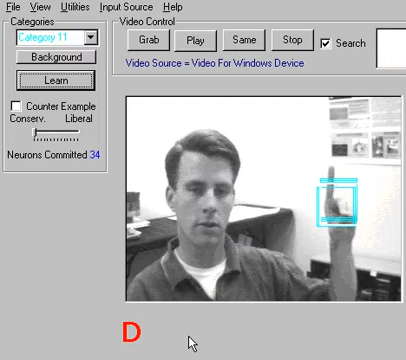 File View Utilities Input Source Help
Categories
Category 11
Background
Learn
Counter Example
Conserv. Liberal
Neurons Committed 34
Video Control
Grab Play Same Stop Search
Video Source = Video For Windows Device
D